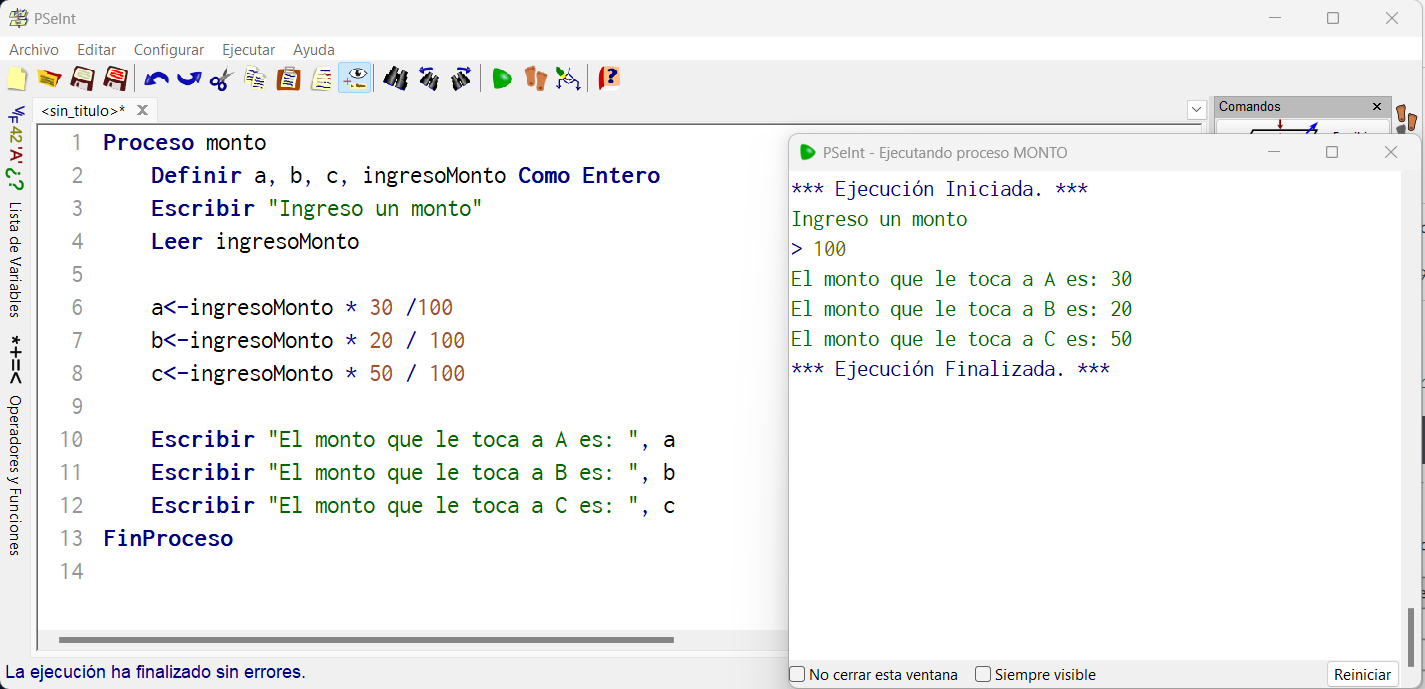 PSeInt
Archivo Editar Configurar Ejecutar Ayuda
<sin_titulo>*
Comandos
42 'A' ¿? Lista de Variables
*+=< Operadores y Funciones
1 Proceso monto
2 Definir a, b, c, ingresoMonto Como Entero
3 Escribir "Ingreso un monto"
4 Leer ingresoMonto
5
6 a<-ingresoMonto * 30 /100
7 b<-ingresoMonto * 20 / 100
8 c<-ingresoMonto * 50 / 100
9
10 Escribir "El monto que le toca a A es: ", a
11 Escribir "El monto que le toca a B es: ", b
12 Escribir "El monto que le toca a C es: ", c
13 FinProceso
14
La ejecución ha finalizado sin errores.
PSeInt - Ejecutando proceso MONTO
*** Ejecución Iniciada. ***
Ingreso un monto
> 100
El monto que le toca a A es: 30
El monto que le toca a B es: 20
El monto que le toca a C es: 50
*** Ejecución Finalizada. ***
No cerrar esta ventana Siempre visible Reiniciar